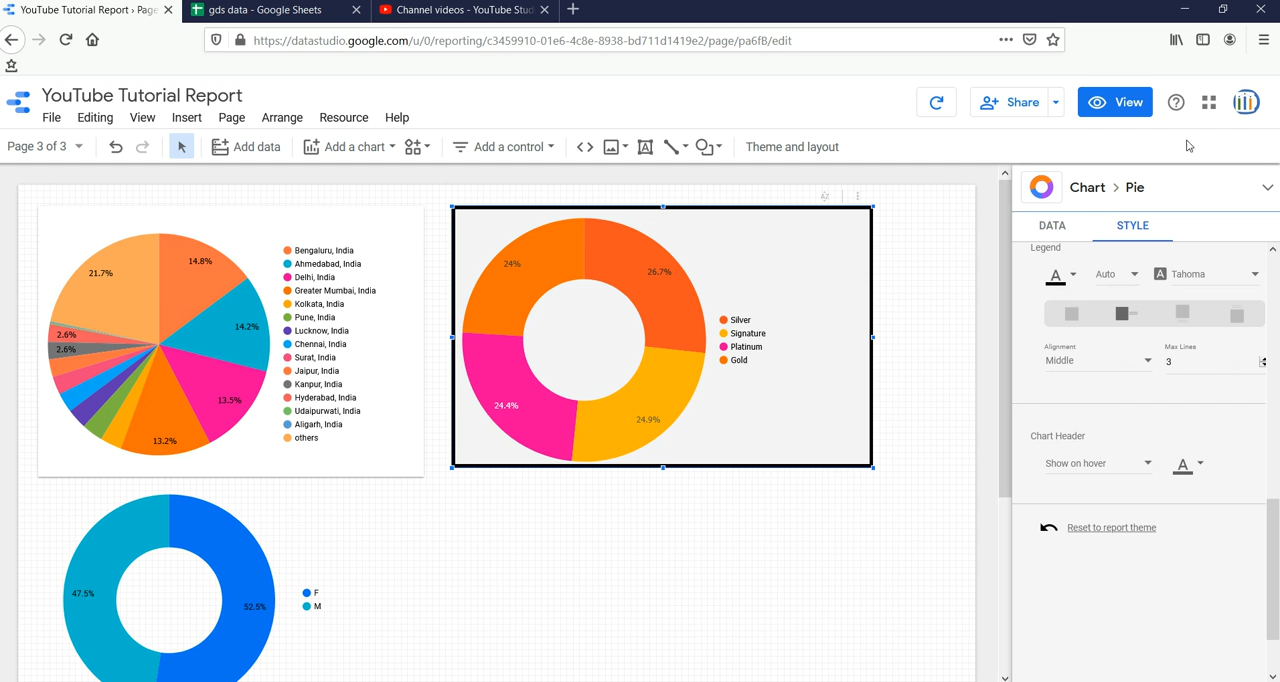 YouTube Tutorial Report › Page
gds data - Google Sheets
Channel videos - YouTube Stud
https://datastudio.google.com/u/0/reporting/c3459910-01e6-4c8e-8938-bd711d1419e2/page/pa6fB/edit
YouTube Tutorial Report
File Editing View Insert Page Arrange Resource Help
Share
View
Page 3 of 3
Add data
Add a chart
Add a control
Theme and layout
21.7%
14.8%
14.2%
13.5%
13.2%
2.6%
2.6%
Bengaluru, India
Ahmedabad, India
Delhi, India
Greater Mumbai, India
Kolkata, India
Pune, India
Lucknow, India
Chennai, India
Surat, India
Jaipur, India
Kanpur, India
Hyderabad, India
Udaipurwati, India
Aligarh, India
others
24%
26.7%
24.4%
24.9%
Silver
Signature
Platinum
Gold
47.5%
52.5%
F
M
Chart > Pie
DATA STYLE
Legend
A Auto A Tahoma
Alignment Max Lines
Middle 3
Chart Header
Show on hover A
Reset to report theme